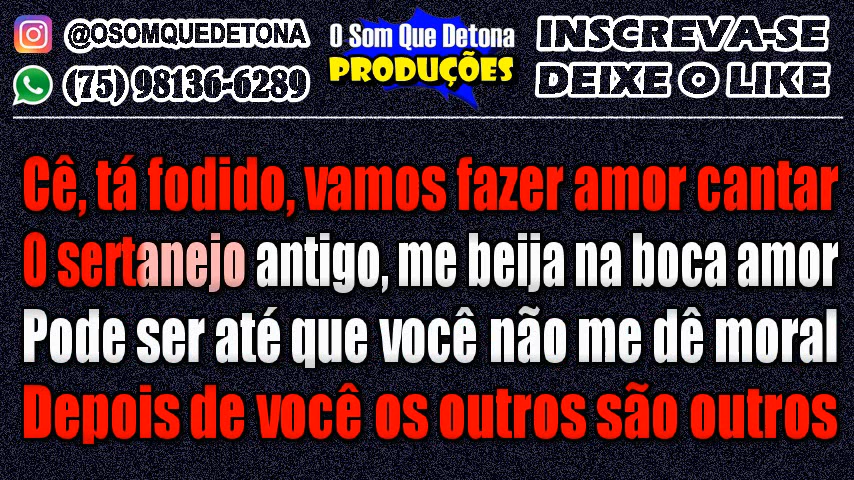 @OSOMQUEDETONA
(75) 98136-6289
O Som Que Detona
PRODUÇÕES
INSCREVA-SE
DEIXE O LIKE
Cê, tá fodido, vamos fazer amor cantar
O sertanejo antigo, me beija na boca amor
Pode ser até que você não me dê moral
Depois de você os outros são outros